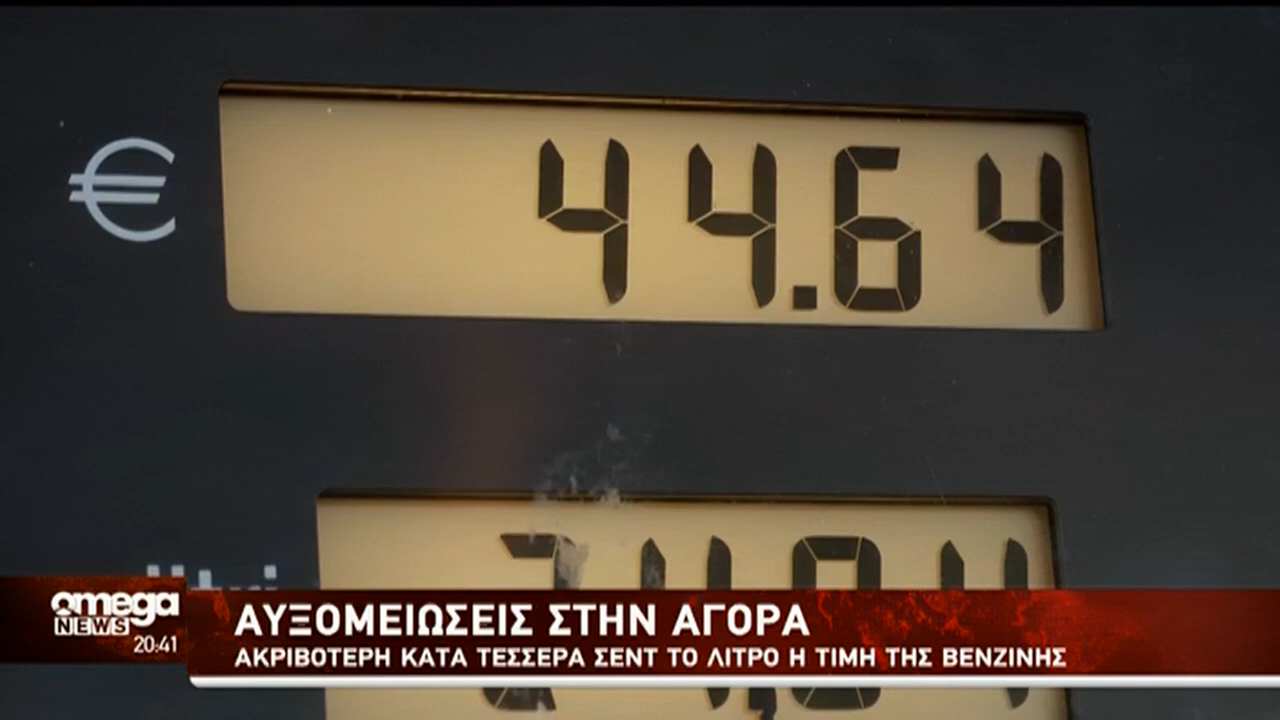 €
44.64
omega
NEWS
20:41
ΑΥΞΟΜΕΙΩΣΕΙΣ ΣΤΗΝ ΑΓΟΡΑ
ΑΚΡΙΒΟΤΕΡΗ ΚΑΤΑ ΤΕΣΣΕΡΑ ΣΕΝΤ ΤΟ ΛΙΤΡΟ Η ΤΙΜΗ ΤΗΣ ΒΕΝΖΙΝΗΣ